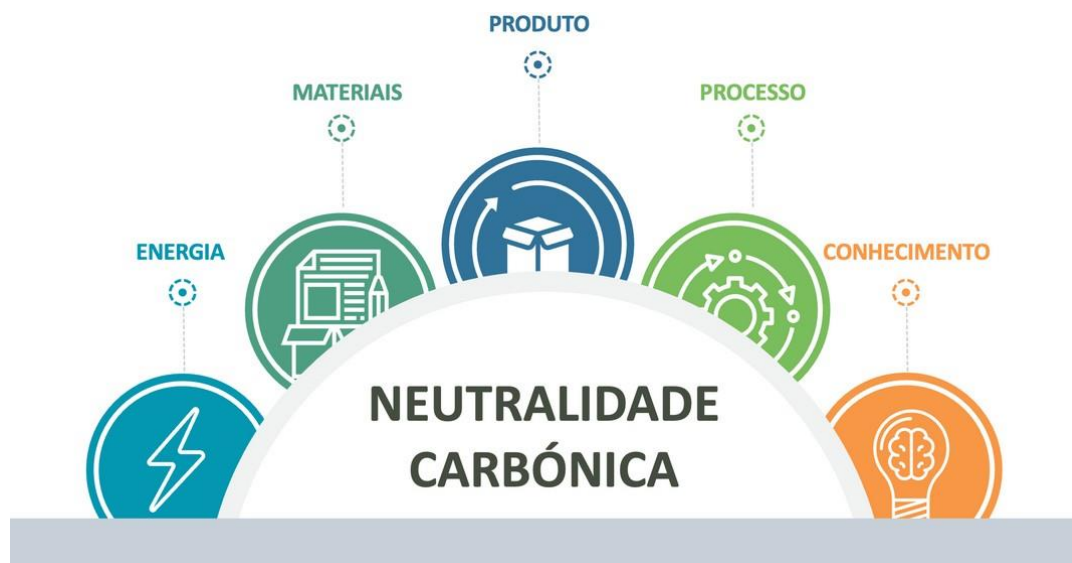 PRODUTO
MATERIAIS
PROCESSO
ENERGIA
CONHECIMENTO
NEUTRALIDADE
CARBÓNICA